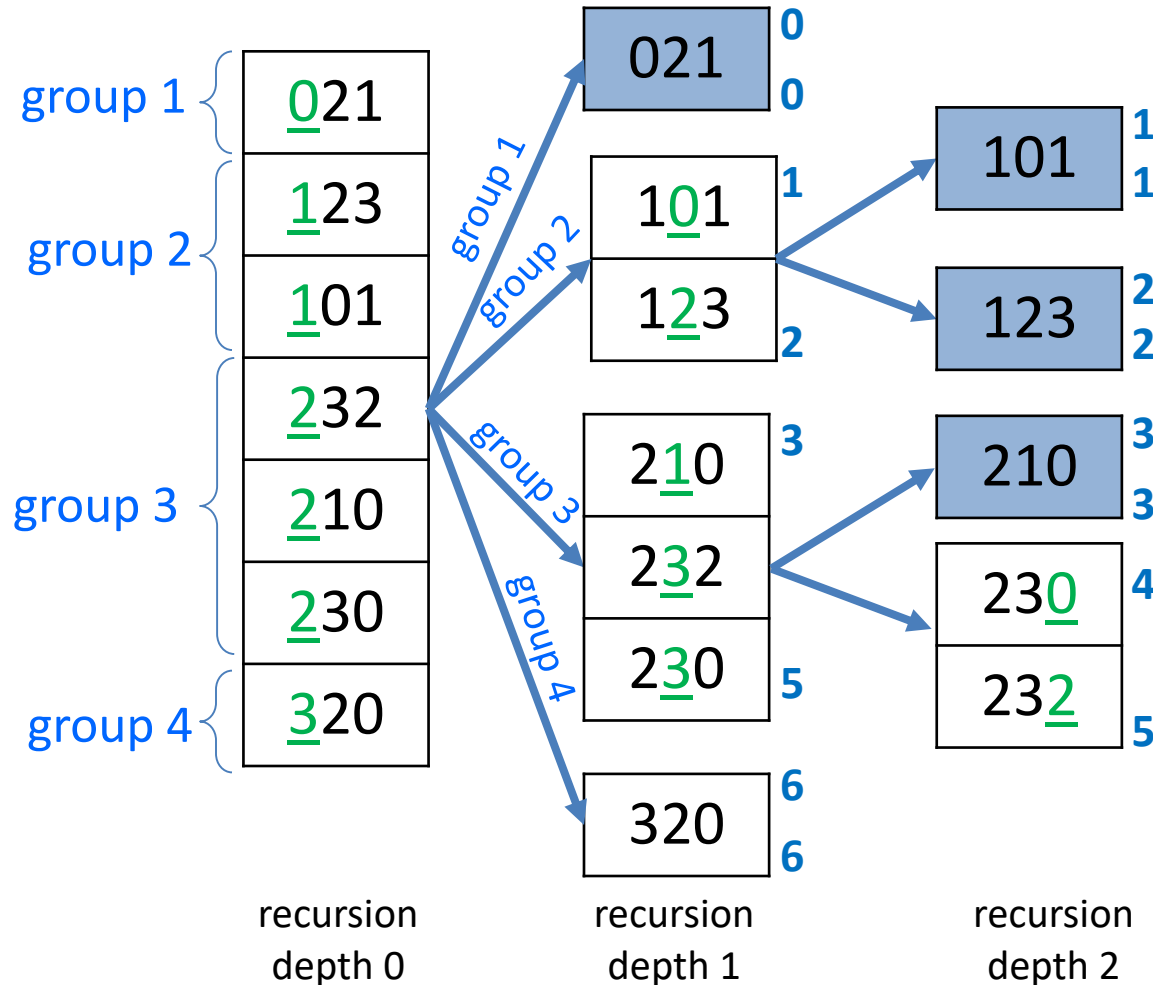 group 1
group 2
group 3
group 4
021
123
101
232
210
230
320
recursion
depth 0
group 1
group 2
group 3
group 4
021
0
0
101
123
1
2
210
232
230
3
5
320
6
6
recursion
depth 1
101
1
1
123
2
2
210
3
3
230
232
4
5
recursion
depth 2